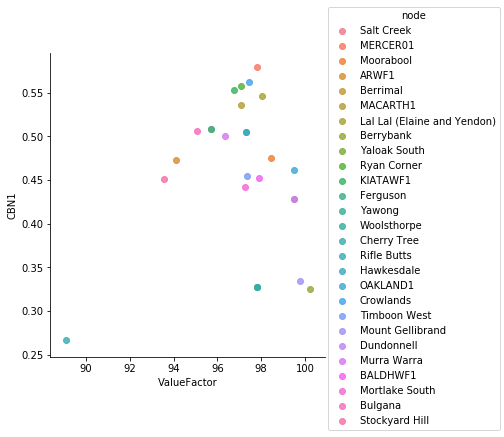 node
Salt Creek
MERCER01
Moorabool
ARWF1
Berrimal
MACARTH1
Lal Lal (Elaine and Yendon)
Berrybank
Yaloak South
Ryan Corner
KIATAWF1
Ferguson
Yawong
Woolsthorpe
Cherry Tree
Rifle Butts
Hawkesdale
OAKLAND1
Crowlands
Timboon West
Mount Gellibrand
Dundonnell
Murra Warra
BALDHWF1
Mortlake South
Bulgana
Stockyard Hill
CBN1
0.55
0.50
0.45
0.40
0.35
0.30
0.25
90 92 94 96 98 100
ValueFactor